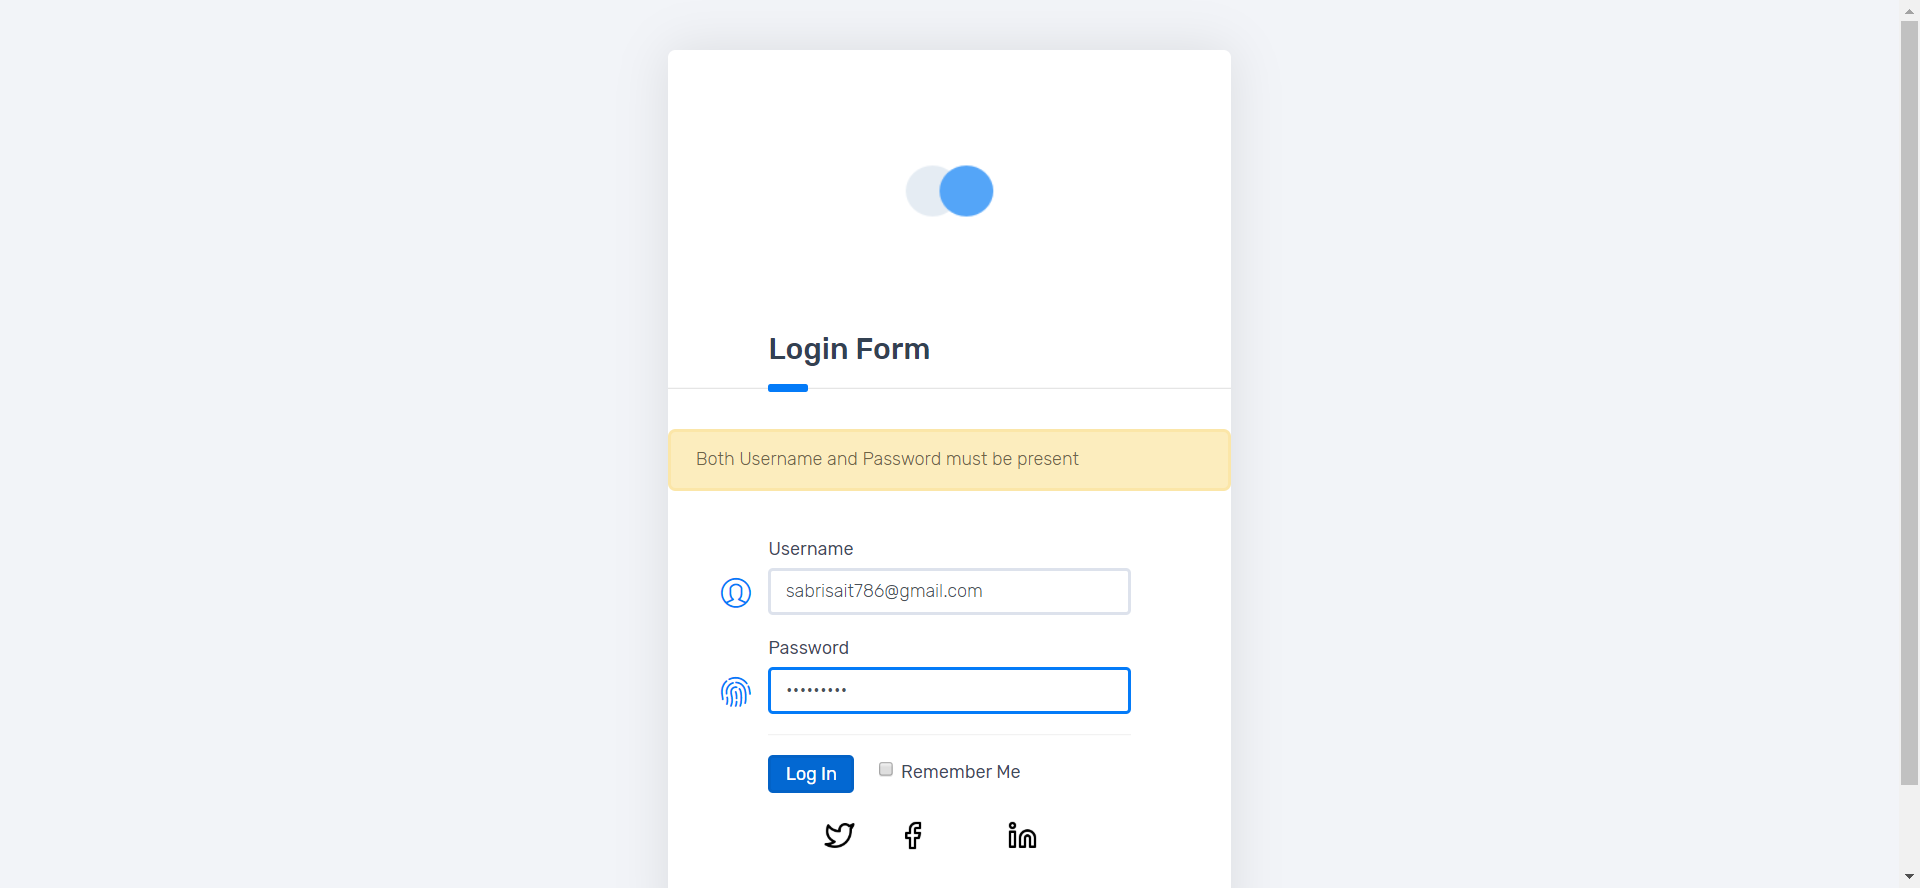 Login Form
Both Username and Password must be present
Username
sabrisait786@gmail.com
Password
•••••••••
Log In
Remember Me